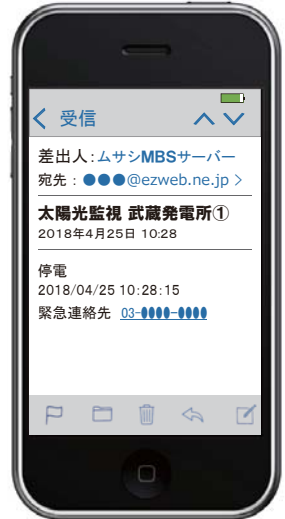 受信
差出人:ムサシMBSサーバー
宛先:●●●@ezweb.ne.jp >
太陽光監視 武蔵発電所①
2018年4月25日 10:28
停電
2018/04/25 10:28:15
緊急連絡先 03-0000-0000